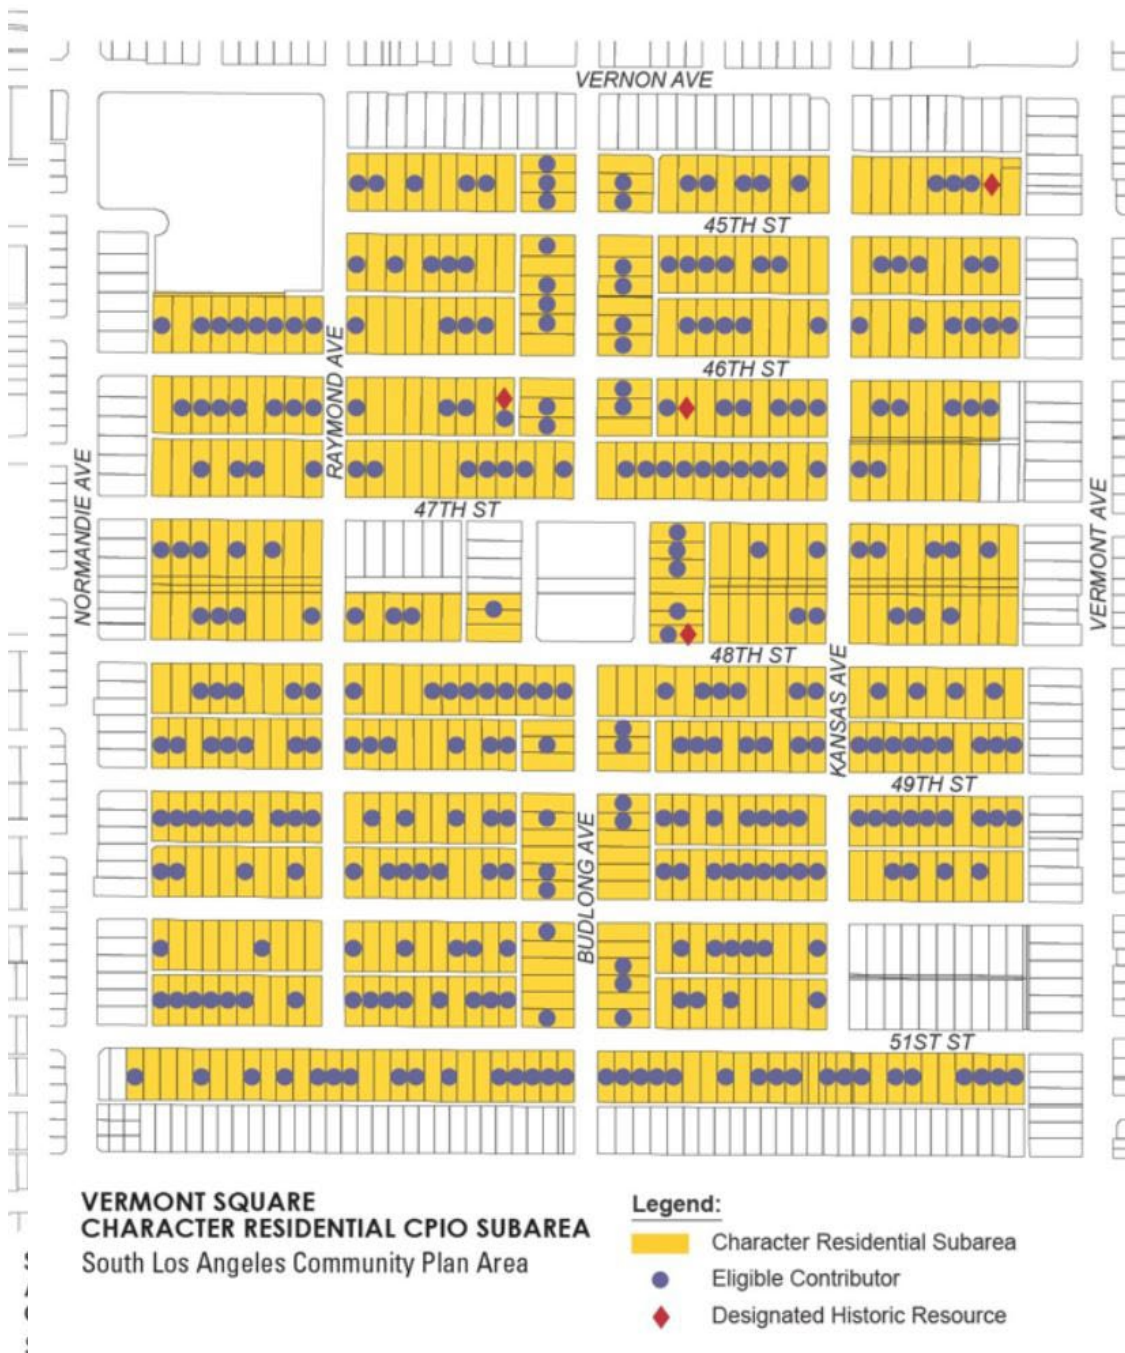 VERNON AVE
45TH ST
RAYMOND AVE
46TH ST
NORMANDIE AVE
47TH ST
VERMONT AVE
48TH ST
KANSAS AVE
49TH ST
BUDLONG AVE
51ST ST
VERMONT SQUARE
CHARACTER RESIDENTIAL CPIO SUBAREA
South Los Angeles Community Plan Area
Legend:
Character Residential Subarea
Eligible Contributor
Designated Historic Resource